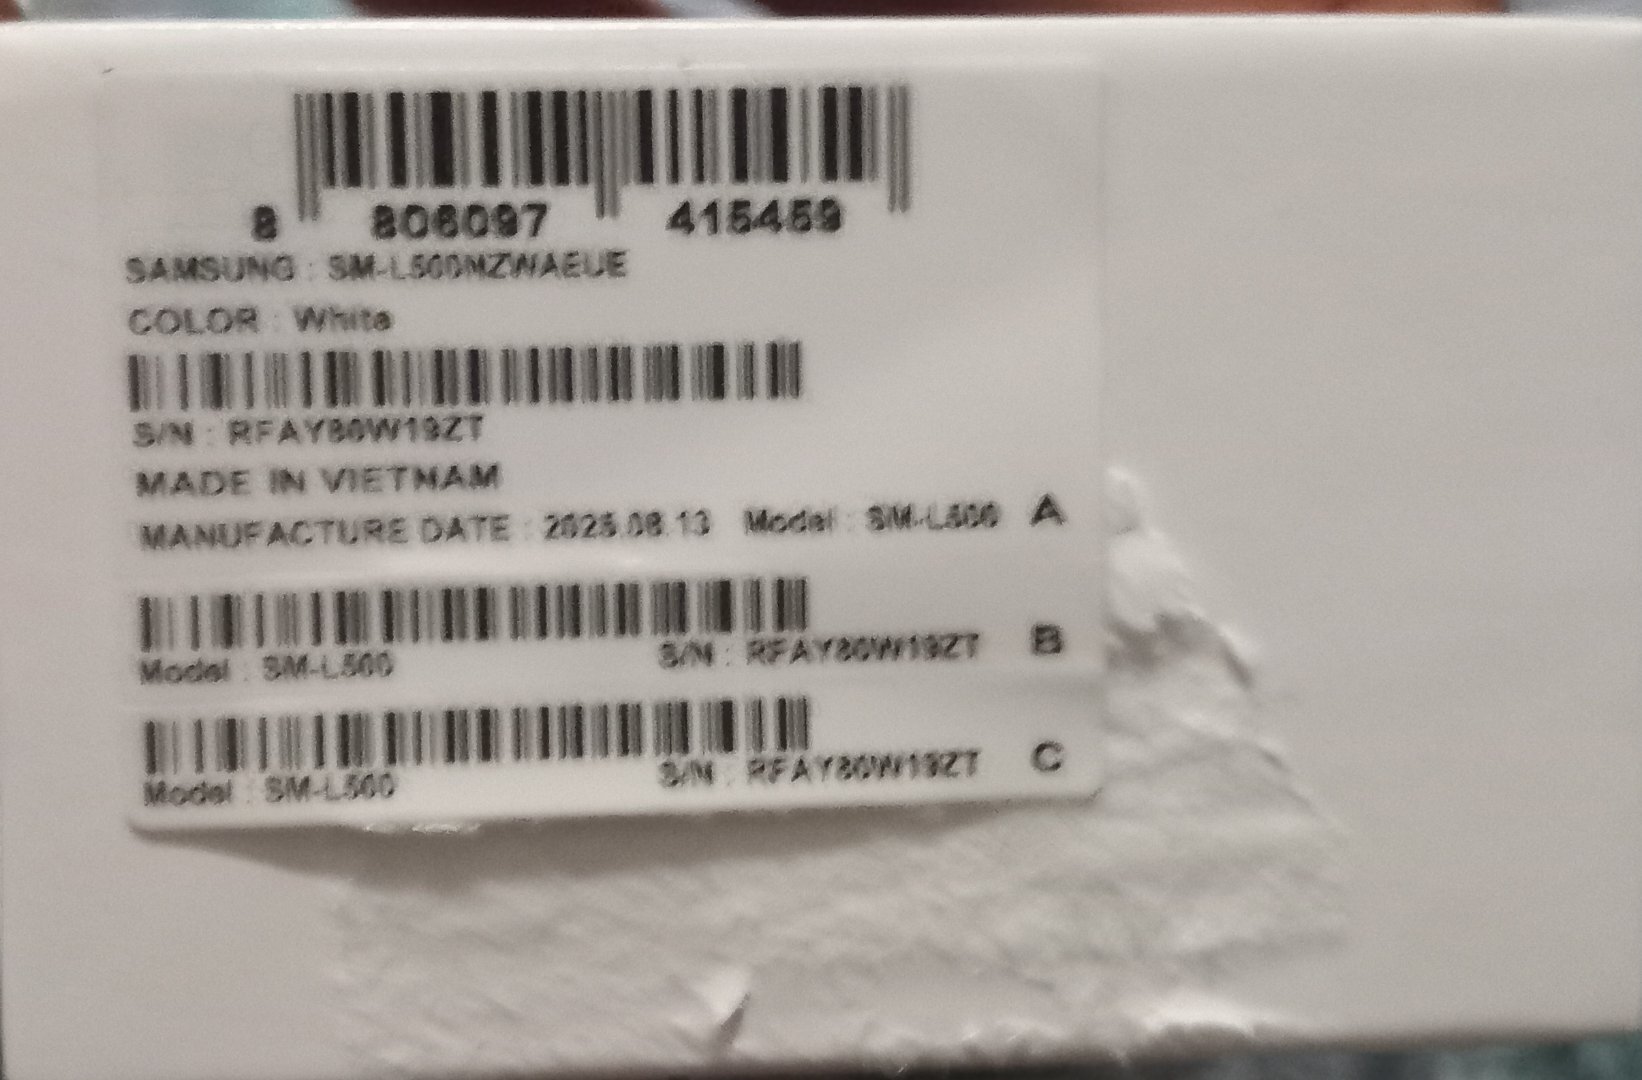 8 806097 415459
SAMSUNG : SM-L500NZWAEUE
COLOR : White
MADE IN VIETNAM
MANUFACTURE DATE : 2025.08.13 Model : SM-L500 A
S/N : RFAY80W19ZT
Model : SM-L500 S/N : RFAY80W19ZT B
Model : SM-L500 S/N : RFAY80W19ZT C